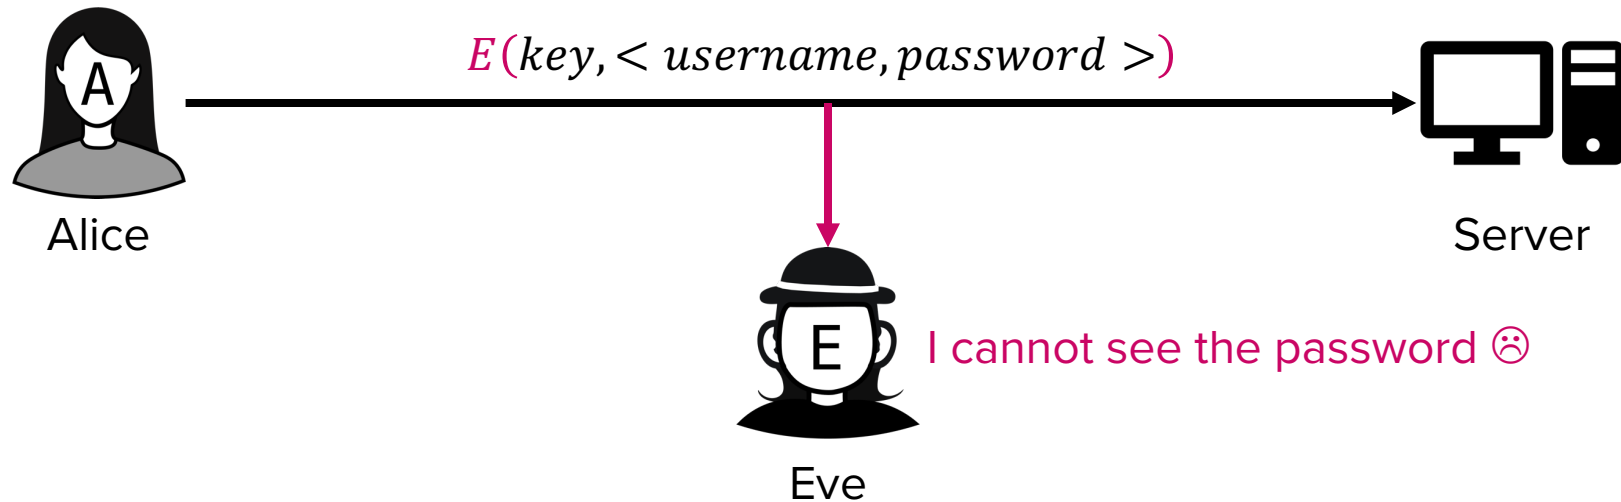 E(key, < username, password >)
A
Alice
Server
E
I cannot see the password ☹
Eve